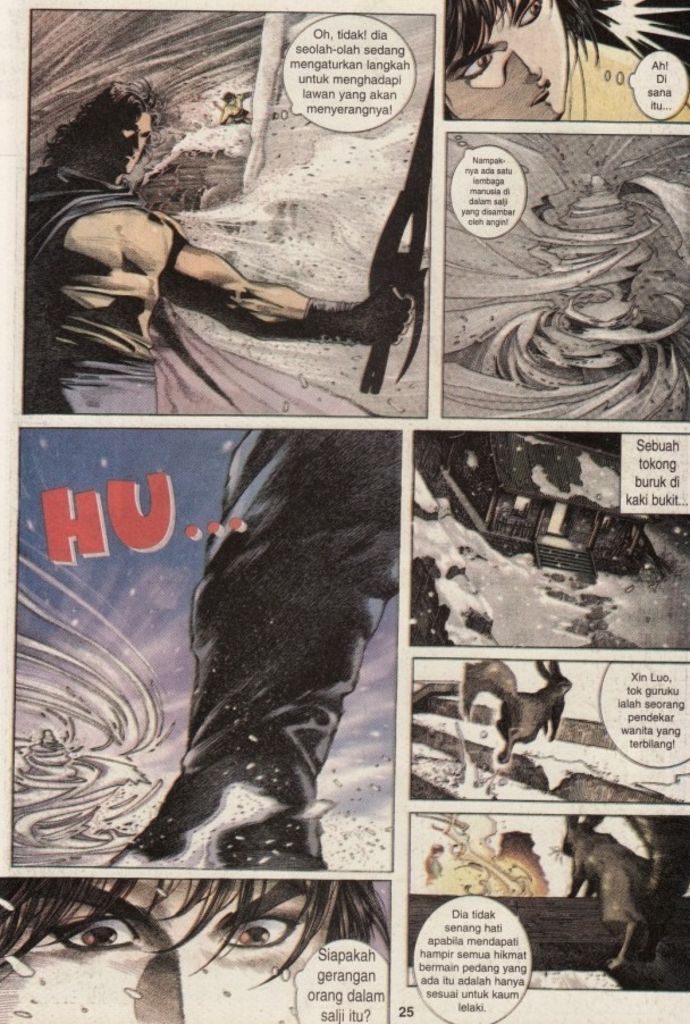 Oh, tidak! dia
seolah-olah sedang
mengaturkan langkah
untuk menghadapi
lawan yang akan
menyerangnya!
Ah!
Di
sana
itu...
Nampak-
nya ada satu
lembaga
manusia di
dalam salji
yang disambar
oleh angin!
HU...
Sebuah
tokong
buruk di
kaki bukit...
Xin Luo,
tok guruku
ialah seorang
pendekar
wanita yang
terbilang!
Dia tidak
senang hati
apabila mendapati
hampir semua hikmat
bermain pedang yang
ada itu adalah hanya
sesuai untuk kaum
lelaki.
Siapakah
gerangan
orang dalam
salji itu?
25